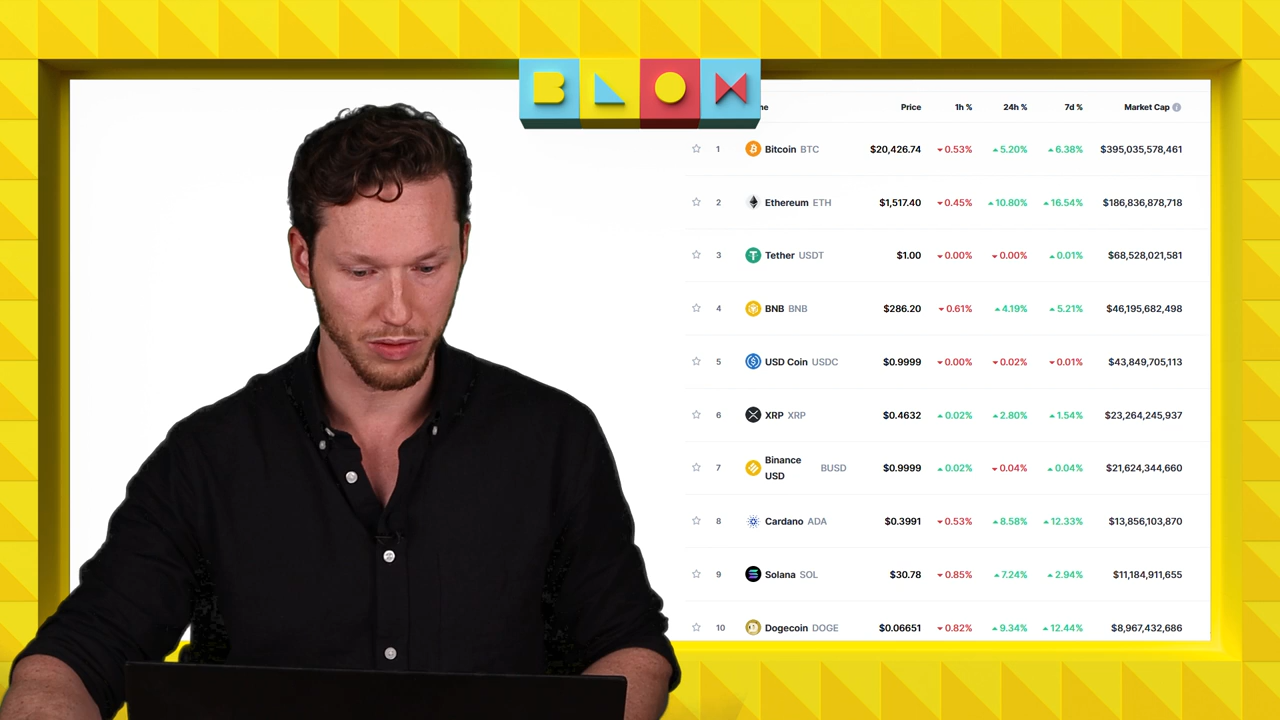 BLOM
me Price 1h % 24h % 7d % Market Cap
1 Bitcoin BTC $20,426.74 0.53% 5.20% 6.38% $395,035,578,461
2 Ethereum ETH $1,517.40 0.45% 10.80% 16.54% $186,836,878,718
3 Tether USDT $1.00 0.00% 0.00% 0.01% $68,528,021,581
4 BNB BNB $286.20 0.61% 4.19% 5.21% $46,195,682,498
5 USD Coin USDC $0.9999 0.00% 0.02% 0.01% $43,849,705,113
6 XRP XRP $0.4632 0.02% 2.80% 1.54% $23,264,245,937
7 Binance USD BUSD $0.9999 0.02% 0.04% 0.04% $21,624,344,660
8 Cardano ADA $0.3991 0.53% 8.58% 12.33% $13,856,103,870
9 Solana SOL $30.78 0.85% 7.24% 2.94% $11,184,911,655
10 Dogecoin DOGE $0.06651 0.82% 9.34% 12.44% $8,967,432,686